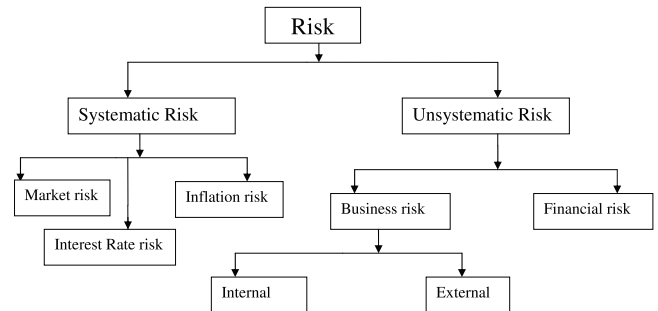 Risk
Systematic Risk
Unsystematic Risk
Market risk
Inflation risk
Business risk
Financial risk
Interest Rate risk
Internal
External